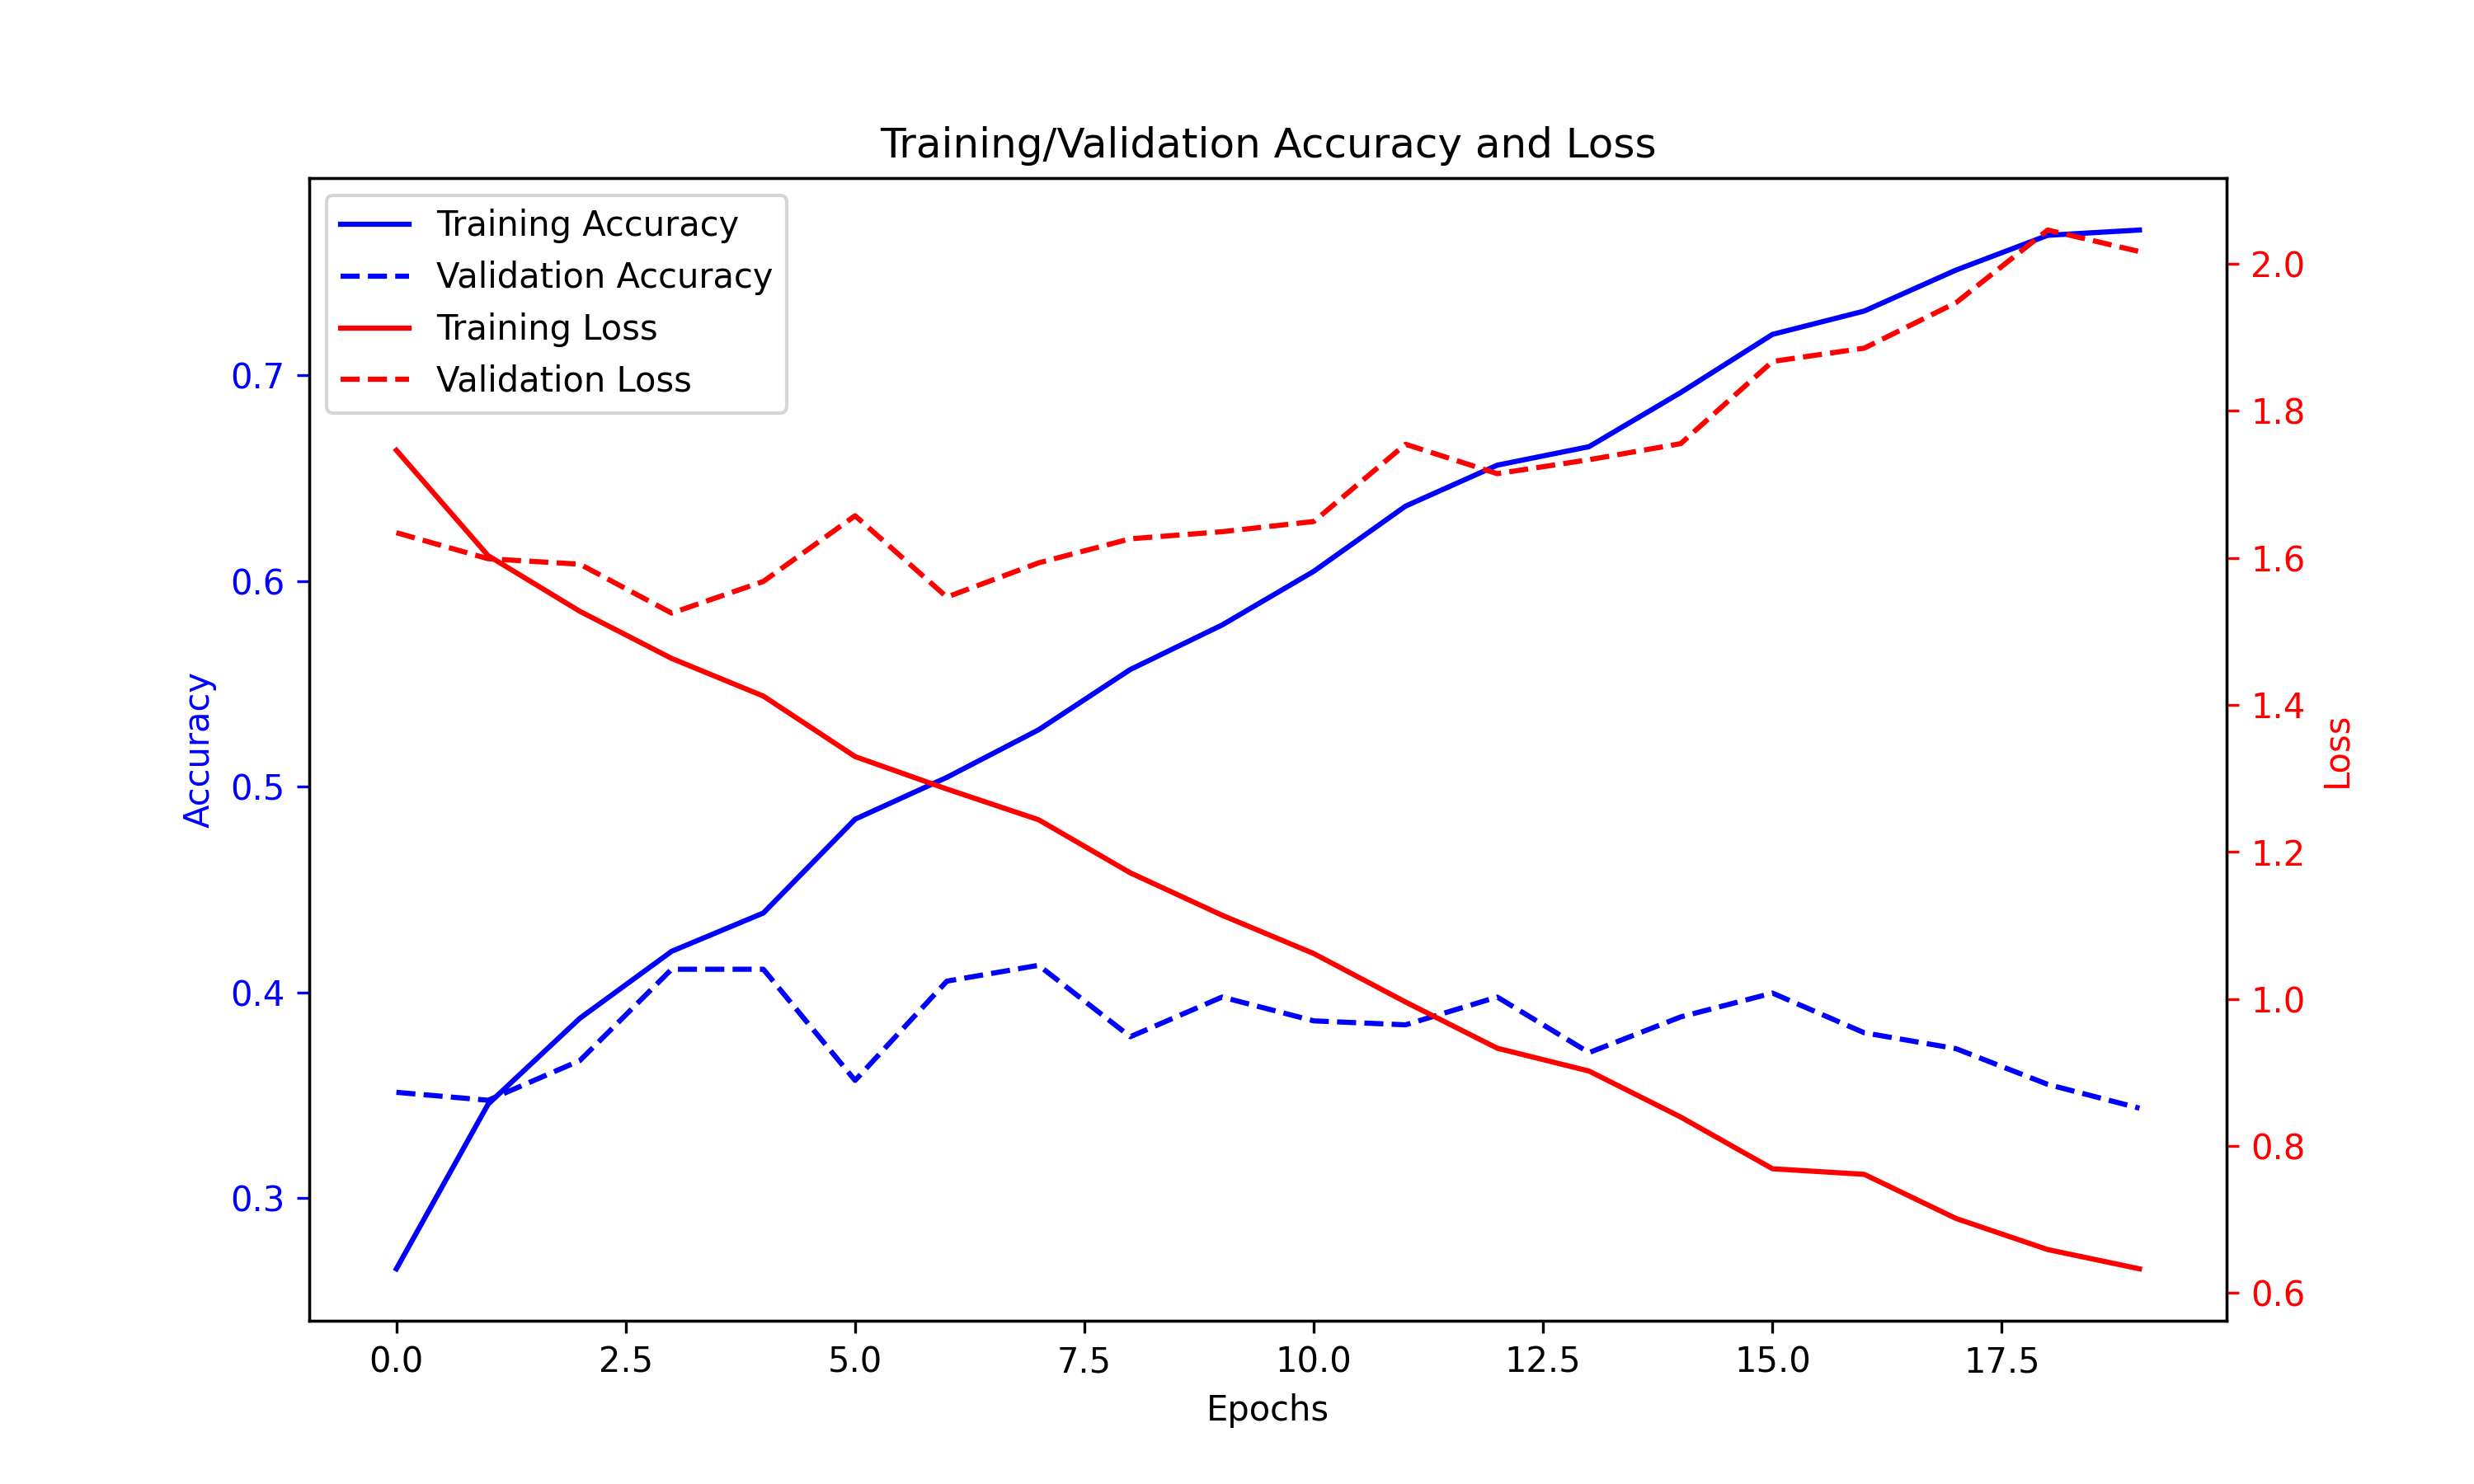 Training/Validation Accuracy and Loss
Training Accuracy
Validation Accuracy
Training Loss
Validation Loss
Accuracy
0.7
0.6
0.5
0.4
0.3
2.0
1.8
1.6
1.4
1.2
1.0
0.8
0.6
Loss
0.0 2.5 5.0 7.5 10.0 12.5 15.0 17.5
Epochs